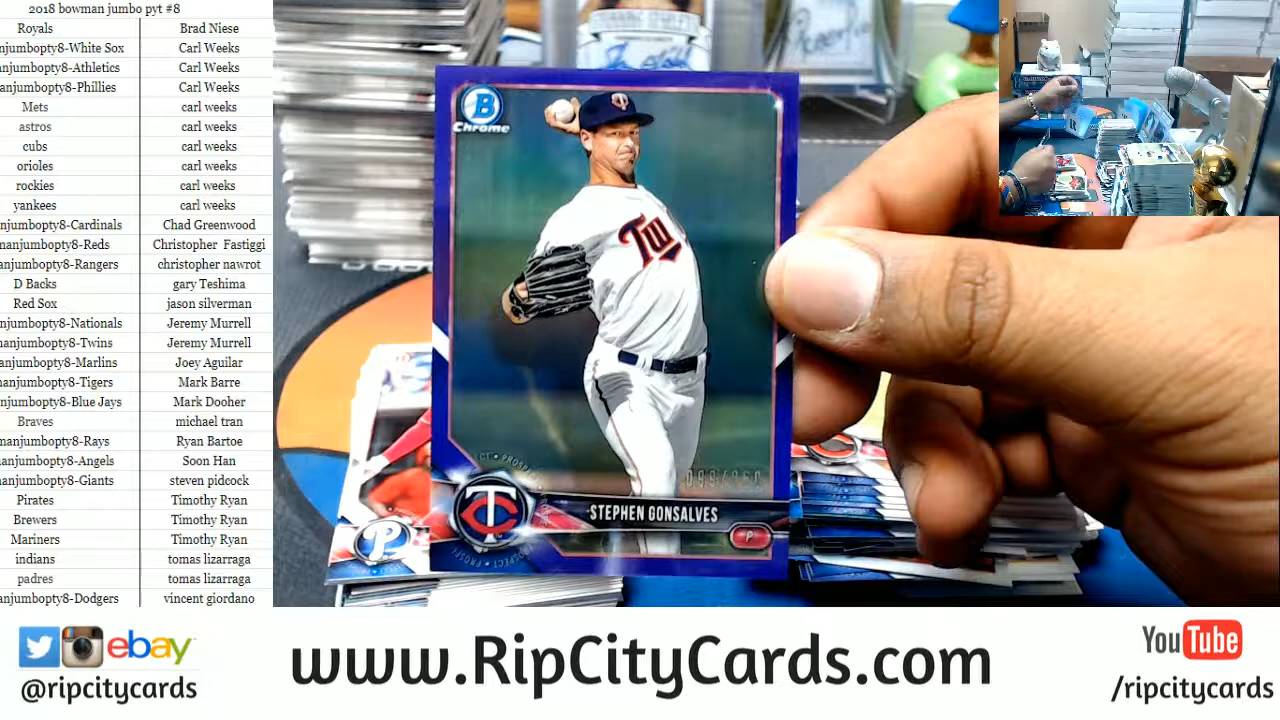 2018 bowman jumbo pyt #8
Royals Brad Niese
anjumbopty8-White Sox Carl Weeks
anjumbopty8-Athletics Carl Weeks
anjumbopty8-Phillies Carl Weeks
Mets carl weeks
astros carl weeks
cubs carl weeks
orioles carl weeks
rockies carl weeks
yankees carl weeks
njumbopty8-Cardinals Chad Greenwood
manjumbopty8-Reds Christopher Fastiggi
anjumbopty8-Rangers christopher nawrot
D Backs gary Teshima
Red Sox jason silverman
njumbopty8-Nationals Jeremy Murrell
anjumbopty8-Twins Jeremy Murrell
anjumbopty8-Marlins Joey Aguilar
manjumbopty8-Tigers Mark Barre
njumbopty8-Blue Jays Mark Dooher
Braves michael tran
manjumbopty8-Rays Ryan Bartoe
anjumbopty8-Angels Soon Han
anjumbopty8-Giants steven pidcock
Pirates Timothy Ryan
Brewers Timothy Ryan
Mariners Timothy Ryan
indians tomas lizarraga
padres tomas lizarraga
anjumbopty8-Dodgers vincent giordano
B
Chrome
Tw
099/250
TC
STEPHEN GONSALVES
P
P
ebay
@ripcitycards
www.RipCityCards.com
YouTube
/ripcitycards